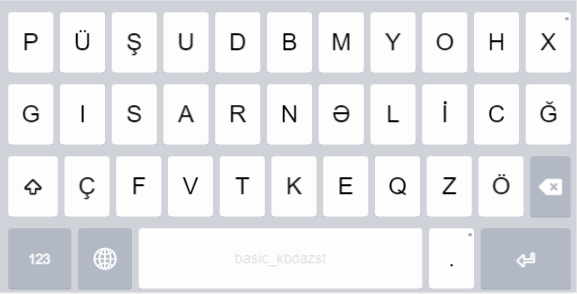 P Ü Ş U D B M Y O H X
G I S A R N Ə L İ C Ğ
Ç F V T K E Q Z Ö
123 basic_kbdazst .